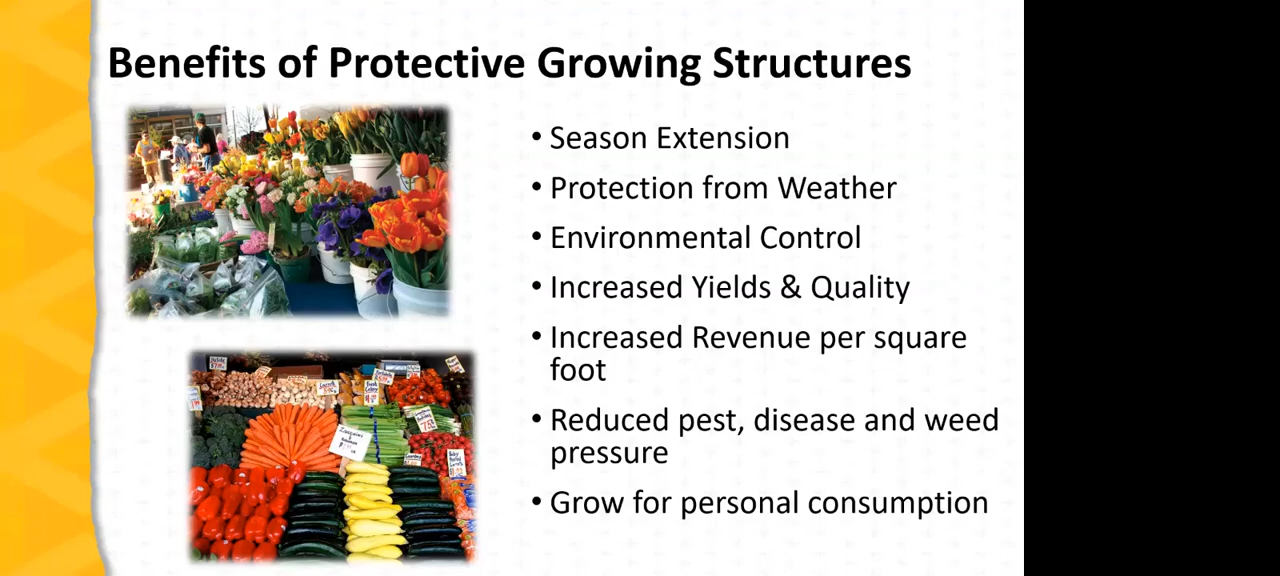 Benefits of Protective Growing Structures
• Season Extension
• Protection from Weather
• Environmental Control
• Increased Yields & Quality
• Increased Revenue per square
foot
• Reduced pest, disease and weed
pressure
• Grow for personal consumption